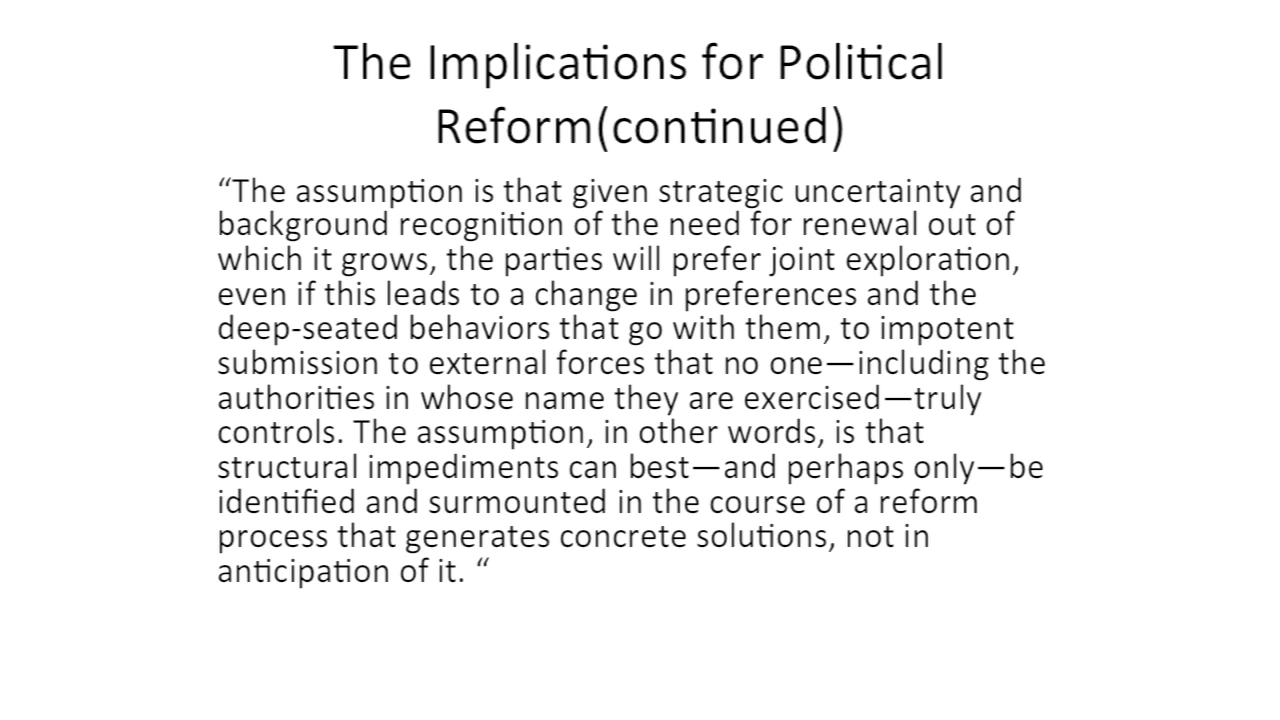 The Implications for Political
Reform(continued)
“The assumption is that given strategic uncertainty and
background recognition of the need for renewal out of
which it grows, the parties will prefer joint exploration,
even if this leads to a change in preferences and the
deep-seated behaviors that go with them, to impotent
submission to external forces that no one—including the
authorities in whose name they are exercised—truly
controls. The assumption, in other words, is that
structural impediments can best—and perhaps only—be
identified and surmounted in the course of a reform
process that generates concrete solutions, not in
anticipation of it. “